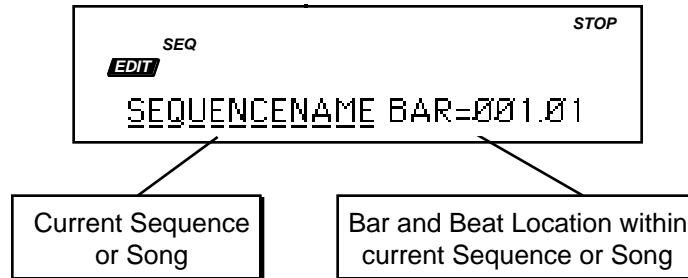 STOP
SEQ
EDIT
SEQUENCENAME BAR=001.01
Current Sequence
or Song
Bar and Beat Location within
current Sequence or Song